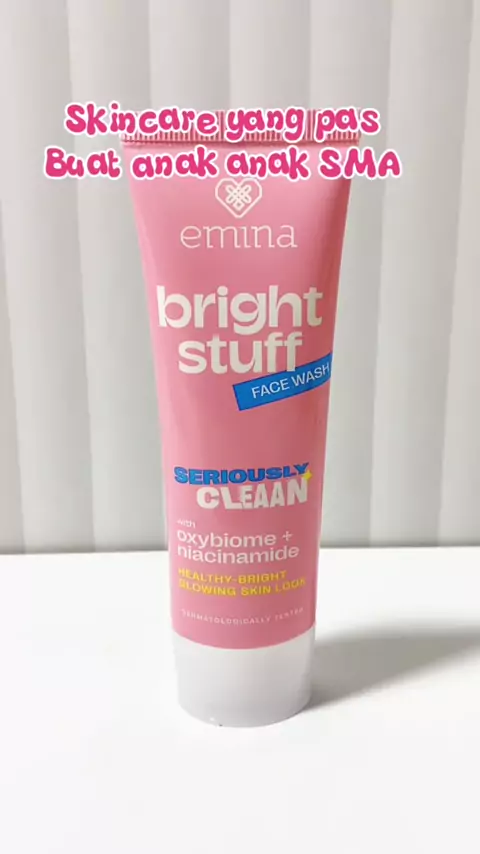 Skincare yang pas
Buat anak anak SMA
emina
bright
stuff
FACE WASH
SERIOUSLY
CLEAAN
with
oxybiome +
niacinamide
HEALTHY-BRIGHT
GLOWING SKIN LOOK
DERMATOLOGICALLY TESTED